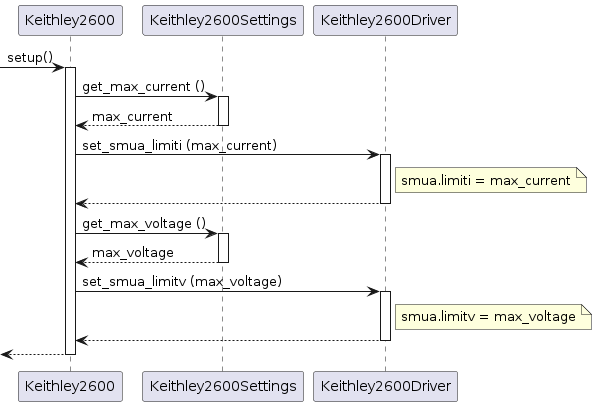 Keithley2600 Keithley2600Settings Keithley2600Driver
setup()
get_max_current ()
max_current
set_smua_limiti (max_current)
smua.limiti = max_current
get_max_voltage ()
max_voltage
set_smua_limitv (max_voltage)
smua.limitv = max_voltage
Keithley2600 Keithley2600Settings Keithley2600Driver